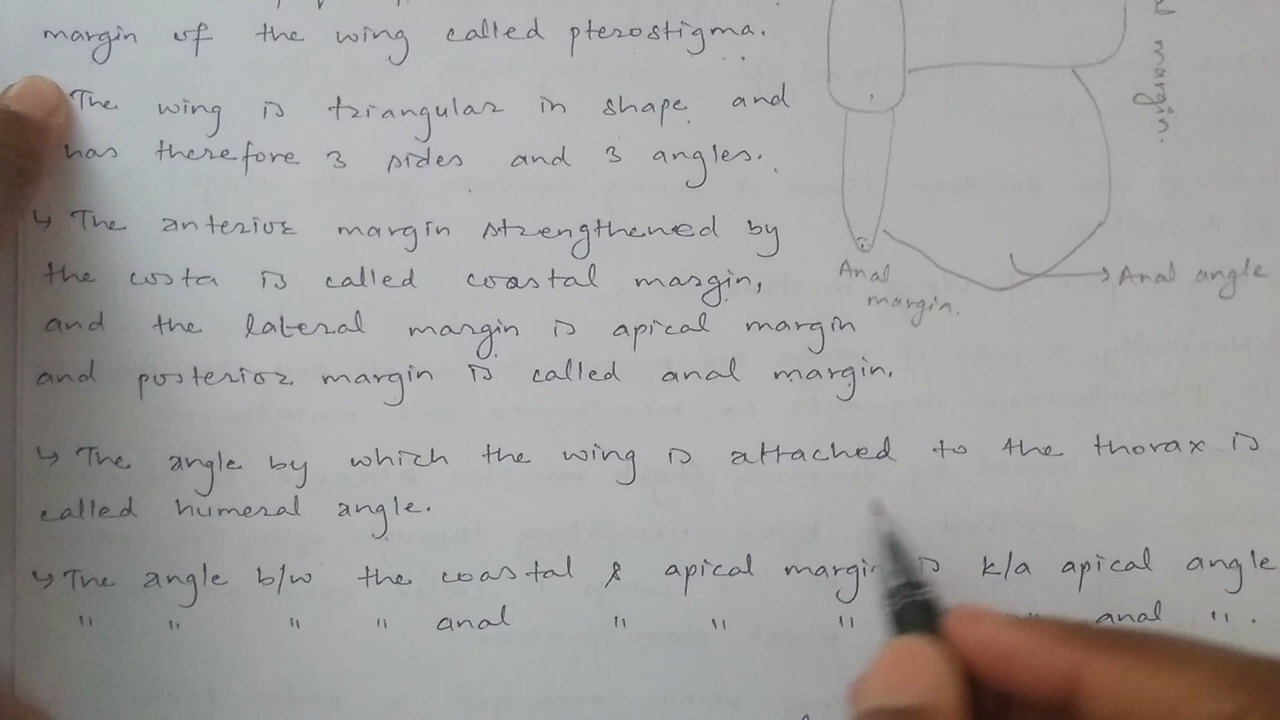 margin of the wing called pterostigma.
The wing is triangular in shape and
has therefore 3 sides and 3 angles.
↳ The anterior margin strengthened by
the costa is called coastal margin,
and the lateral margin is apical margin
and posterior margin is called anal margin.
↳ The angle by which the wing is attached to the thorax is
called humeral angle.
↳ The angle b/w the coastal & apical margin is k/a apical angle
" " " " anal " " " " anal ".
margin.
Anal
margin.
Anal angle